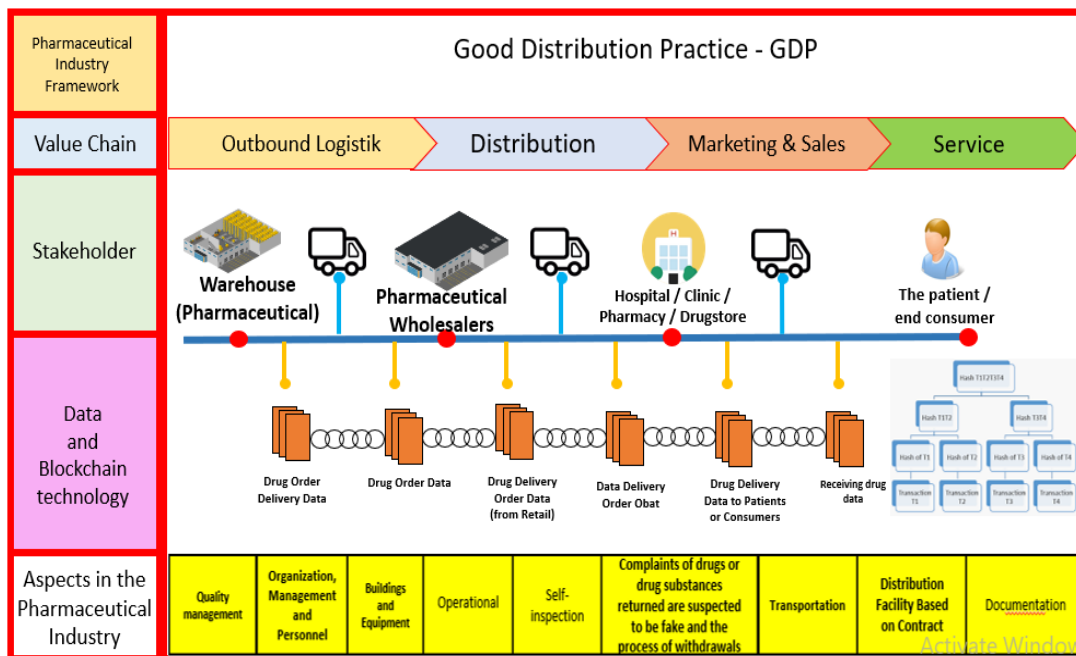 Pharmaceutical
Industry
Framework
Good Distribution Practice - GDP
Value Chain
Outbound Logistik
Distribution
Marketing & Sales
Service
Stakeholder
Warehouse
(Pharmaceutical)
Pharmaceutical
Wholesalers
H
Hospital / Clinic /
Pharmacy / Drugstore
The patient /
end consumer
Data
and
Blockchain
technology
Drug Order
Delivery Data
Drug Order Data
Drug Delivery
Order Data
(from Retail)
Data Delivery
Order Obat
Drug Delivery
Data to Patients
or Consumers
Receiving drug
data
Hash T1T2T3T4
Hash T1T2
Hash T3T4
Hash of T1
Hash of T2
Hash of T3
Hash of T4
Transaction
T1
Transaction
T2
Transaction
T3
Transaction
T4
Aspects in the
Pharmaceutical
Industry
Quality
management
Organization,
Management
and
Personnel
Buildings
and
Equipment
Operational
Self-
inspection
Complaints of drugs or
drug substances
returned are suspected
to be fake and the
process of withdrawals
Transportation
Distribution
Facility Based
on Contract
Documentation
Activate Window